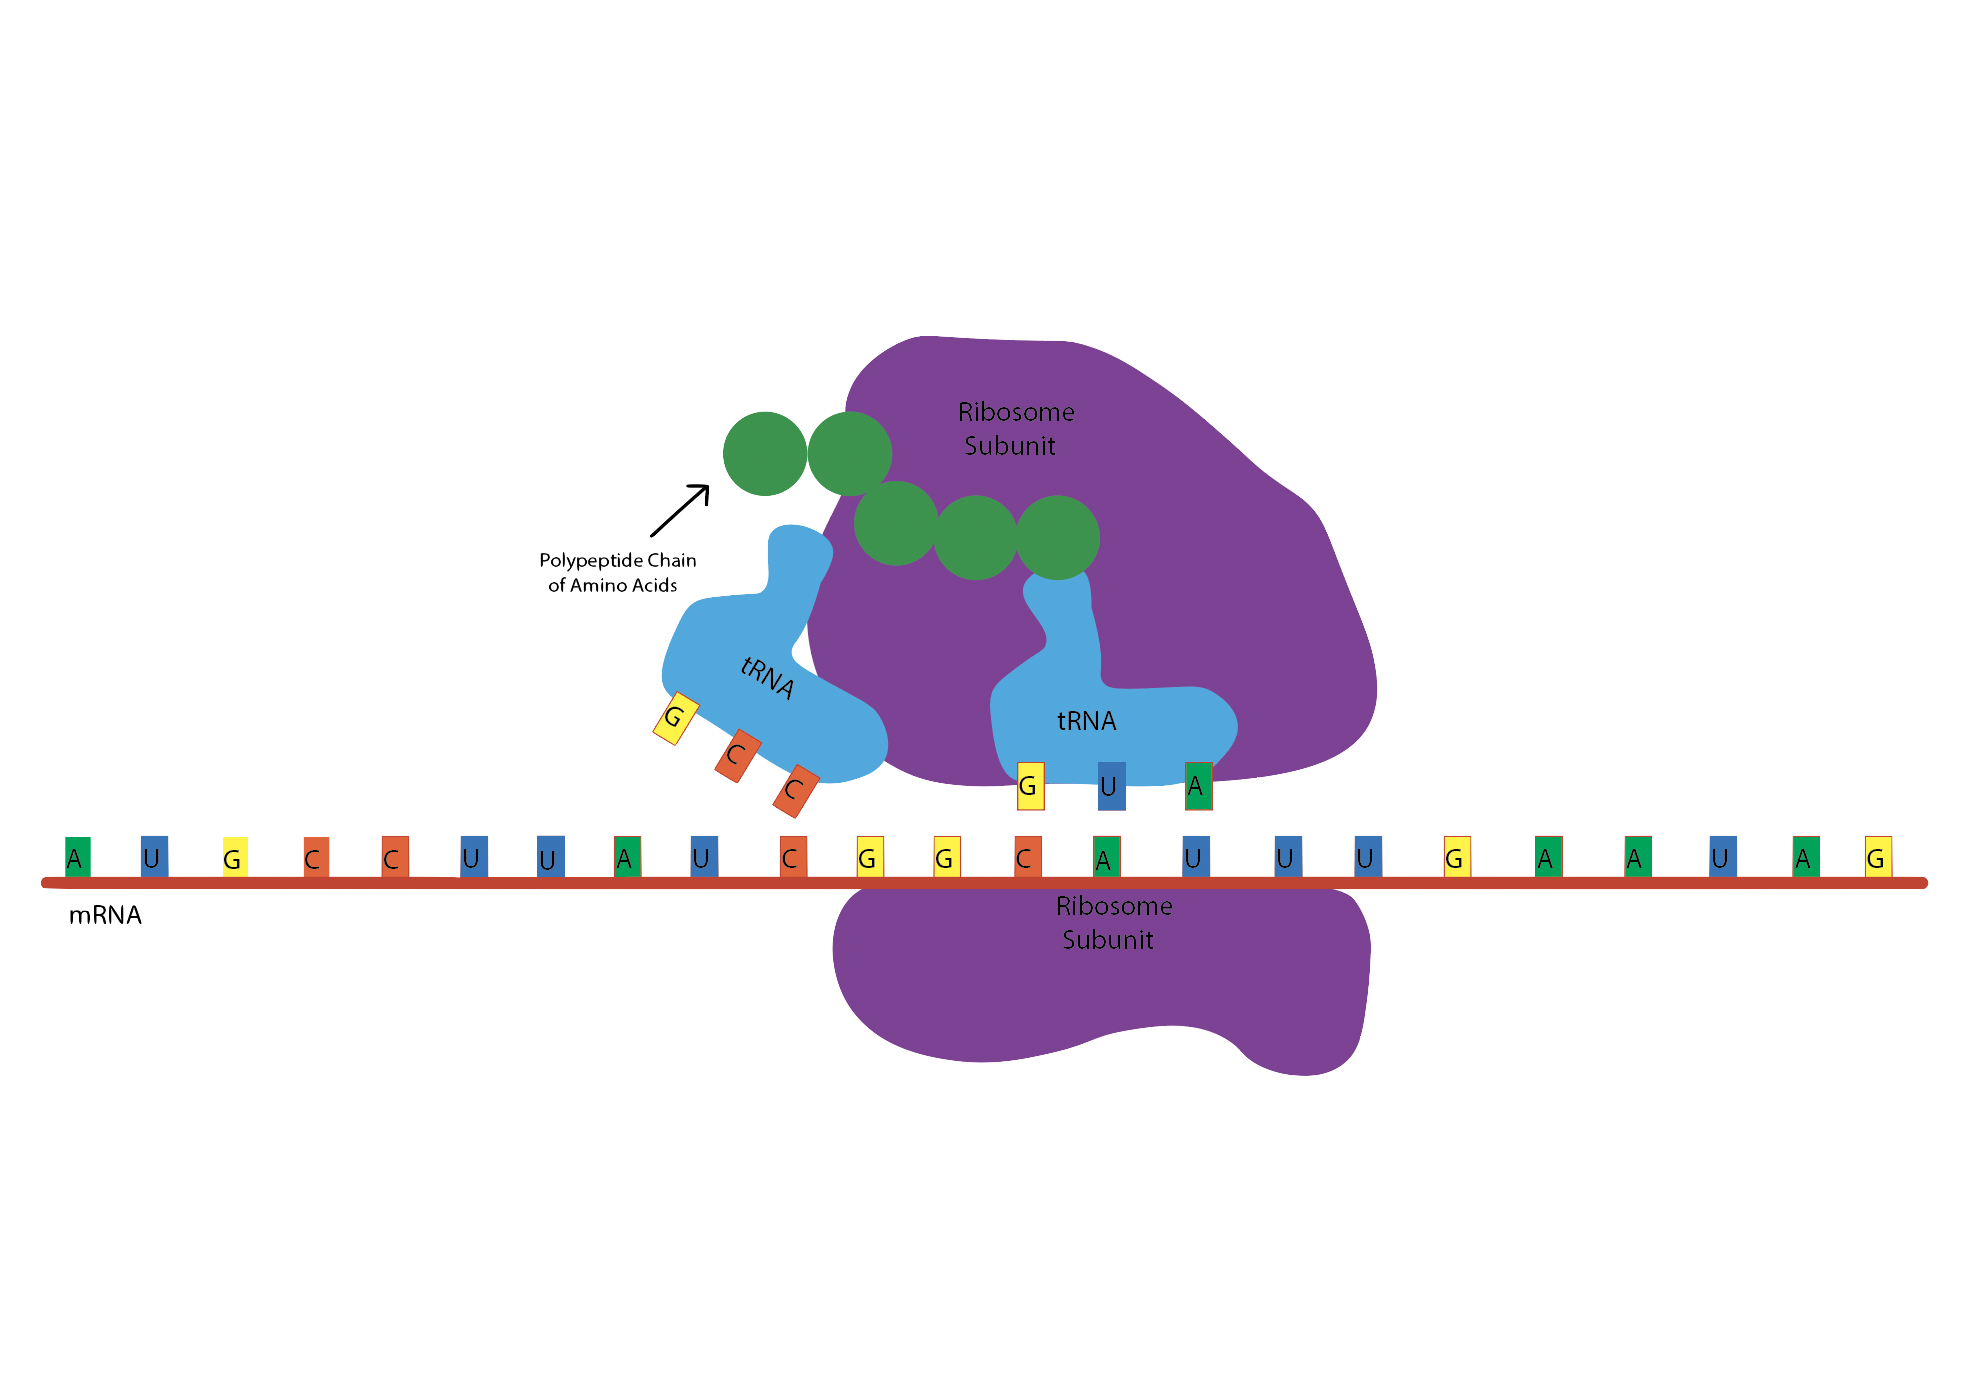 Ribosome
Subunit
Polypeptide Chain
of Amino Acids
tRNA
G C C
tRNA
G U A
A U G C C U U A U C G G C A U U U G A A U A G
mRNA
Ribosome
Subunit